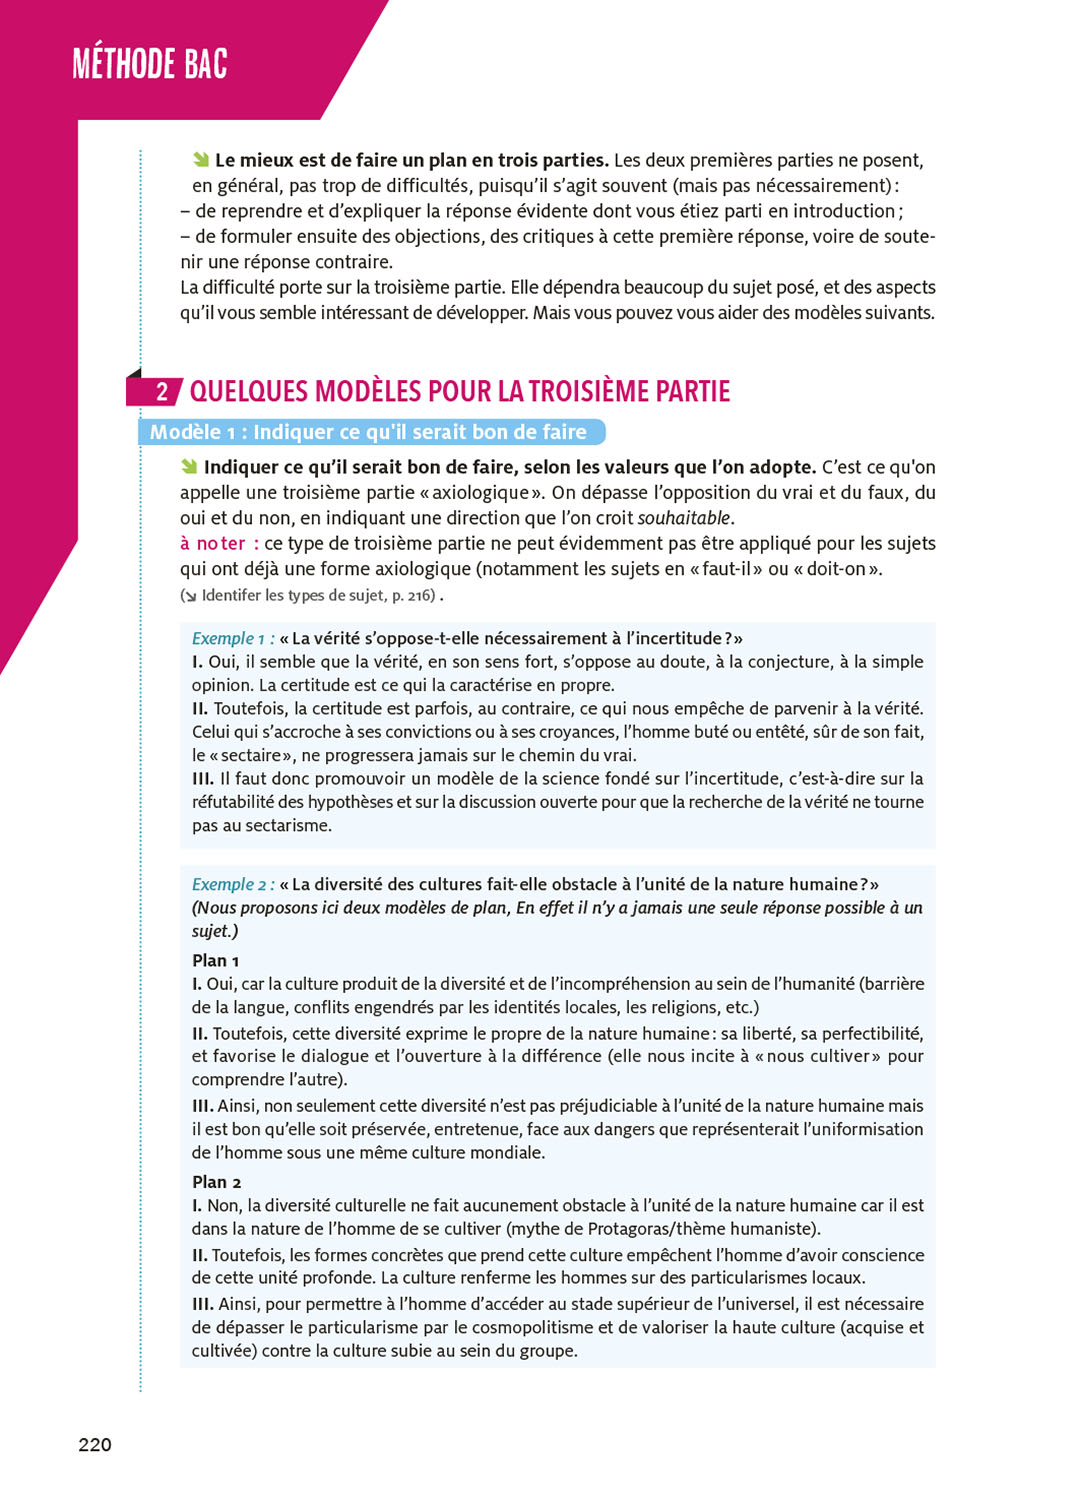 MÉTHODE BAC
Le mieux est de faire un plan en trois parties. Les deux premières parties ne posent,
en général, pas trop de difficultés, puisqu’il s’agit souvent (mais pas nécessairement) :
– de reprendre et d’expliquer la réponse évidente dont vous étiez parti en introduction ;
– de formuler ensuite des objections, des critiques à cette première réponse, voire de soute-
nir une réponse contraire.
La difficulté porte sur la troisième partie. Elle dépendra beaucoup du sujet posé, et des aspects
qu’il vous semble intéressant de développer. Mais vous pouvez vous aider des modèles suivants.
2 QUELQUES MODÈLES POUR LA TROISIÈME PARTIE
Modèle 1 : Indiquer ce qu'il serait bon de faire
Indiquer ce qu’il serait bon de faire, selon les valeurs que l’on adopte. C’est ce qu'on
appelle une troisième partie « axiologique ». On dépasse l’opposition du vrai et du faux, du
oui et du non, en indiquant une direction que l’on croit souhaitable.
à noter : ce type de troisième partie ne peut évidemment pas être appliqué pour les sujets
qui ont déjà une forme axiologique (notamment les sujets en « faut-il » ou « doit-on ».
(↘ Identifer les types de sujet, p. 216) .
Exemple 1 : « La vérité s’oppose-t-elle nécessairement à l’incertitude ? »
I. Oui, il semble que la vérité, en son sens fort, s’oppose au doute, à la conjecture, à la simple
opinion. La certitude est ce qui la caractérise en propre.
II. Toutefois, la certitude est parfois, au contraire, ce qui nous empêche de parvenir à la vérité.
Celui qui s’accroche à ses convictions ou à ses croyances, l’homme buté ou entêté, sûr de son fait,
le « sectaire », ne progressera jamais sur le chemin du vrai.
III. Il faut donc promouvoir un modèle de la science fondé sur l’incertitude, c’est-à-dire sur la
réfutabilité des hypothèses et sur la discussion ouverte pour que la recherche de la vérité ne tourne
pas au sectarisme.
Exemple 2 : « La diversité des cultures fait-elle obstacle à l’unité de la nature humaine ? »
(Nous proposons ici deux modèles de plan, En effet il n’y a jamais une seule réponse possible à un
sujet.)
Plan 1
I. Oui, car la culture produit de la diversité et de l’incompréhension au sein de l’humanité (barrière
de la langue, conflits engendrés par les identités locales, les religions, etc.)
II. Toutefois, cette diversité exprime le propre de la nature humaine : sa liberté, sa perfectibilité,
et favorise le dialogue et l’ouverture à la différence (elle nous incite à « nous cultiver » pour
comprendre l’autre).
III. Ainsi, non seulement cette diversité n’est pas préjudiciable à l’unité de la nature humaine mais
il est bon qu’elle soit préservée, entretenue, face aux dangers que représenterait l’uniformisation
de l’homme sous une même culture mondiale.
Plan 2
I. Non, la diversité culturelle ne fait aucunement obstacle à l’unité de la nature humaine car il est
dans la nature de l’homme de se cultiver (mythe de Protagoras/thème humaniste).
II. Toutefois, les formes concrètes que prend cette culture empêchent l’homme d’avoir conscience
de cette unité profonde. La culture renferme les hommes sur des particularismes locaux.
III. Ainsi, pour permettre à l’homme d’accéder au stade supérieur de l’universel, il est nécessaire
de dépasser le particularisme par le cosmopolitisme et de valoriser la haute culture (acquise et
cultivée) contre la culture subie au sein du groupe.
220